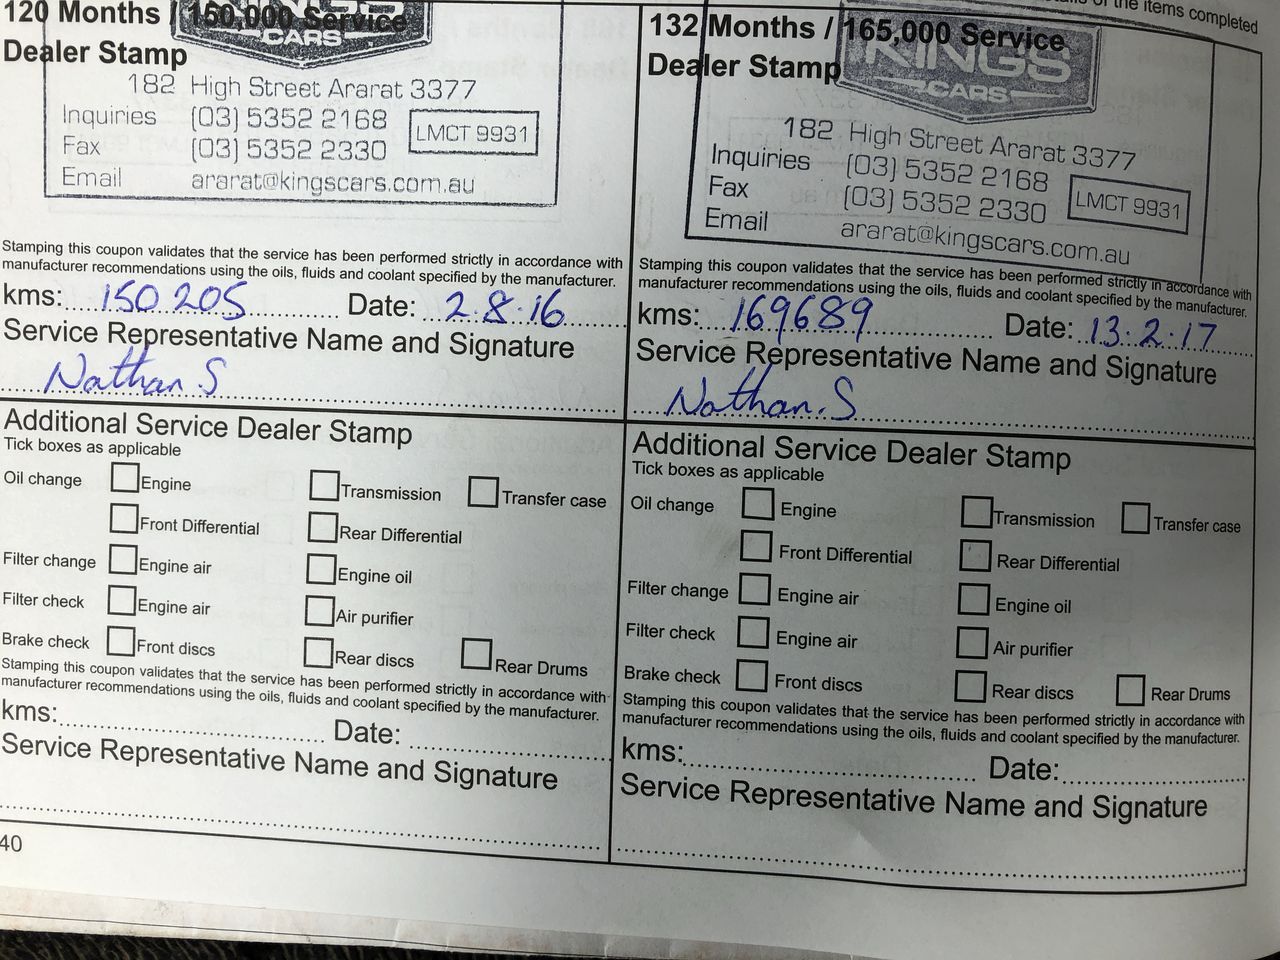 of the items completed
120 Months / 150,000 Service
Dealer Stamp
KINGS
CARS
182 High Street Ararat 3377
Inquiries (03) 5352 2168
Fax (03) 5352 2330
LMCT 9931
Email ararat@kingscars.com.au
Stamping this coupon validates that the service has been performed strictly in accordance with
manufacturer recommendations using the oils, fluids and coolant specified by the manufacturer.
kms: 150 205 Date: 2.8.16
Service Representative Name and Signature
Nathan S
Additional Service Dealer Stamp
Tick boxes as applicable
Oil change Engine Transmission Transfer case
Front Differential Rear Differential
Filter change Engine air Engine oil
Filter check Engine air Air purifier
Brake check Front discs Rear discs Rear Drums
Stamping this coupon validates that the service has been performed strictly in accordance with
manufacturer recommendations using the oils, fluids and coolant specified by the manufacturer.
kms: Date:
Service Representative Name and Signature
40
132 Months / 165,000 Service
Dealer Stamp
KINGS
CARS
182 High Street Ararat 3377
Inquiries (03) 5352 2168
Fax (03) 5352 2330
LMCT 9931
Email ararat@kingscars.com.au
Stamping this coupon validates that the service has been performed strictly in accordance with
manufacturer recommendations using the oils, fluids and coolant specified by the manufacturer.
kms: 169689 Date: 13.2.17
Service Representative Name and Signature
Nathan. S
Additional Service Dealer Stamp
Tick boxes as applicable
Oil change Engine Transmission Transfer case
Front Differential Rear Differential
Filter change Engine air Engine oil
Filter check Engine air Air purifier
Brake check Front discs Rear discs Rear Drums
Stamping this coupon validates that the service has been performed strictly in accordance with
manufacturer recommendations using the oils, fluids and coolant specified by the manufacturer.
kms: Date:
Service Representative Name and Signature